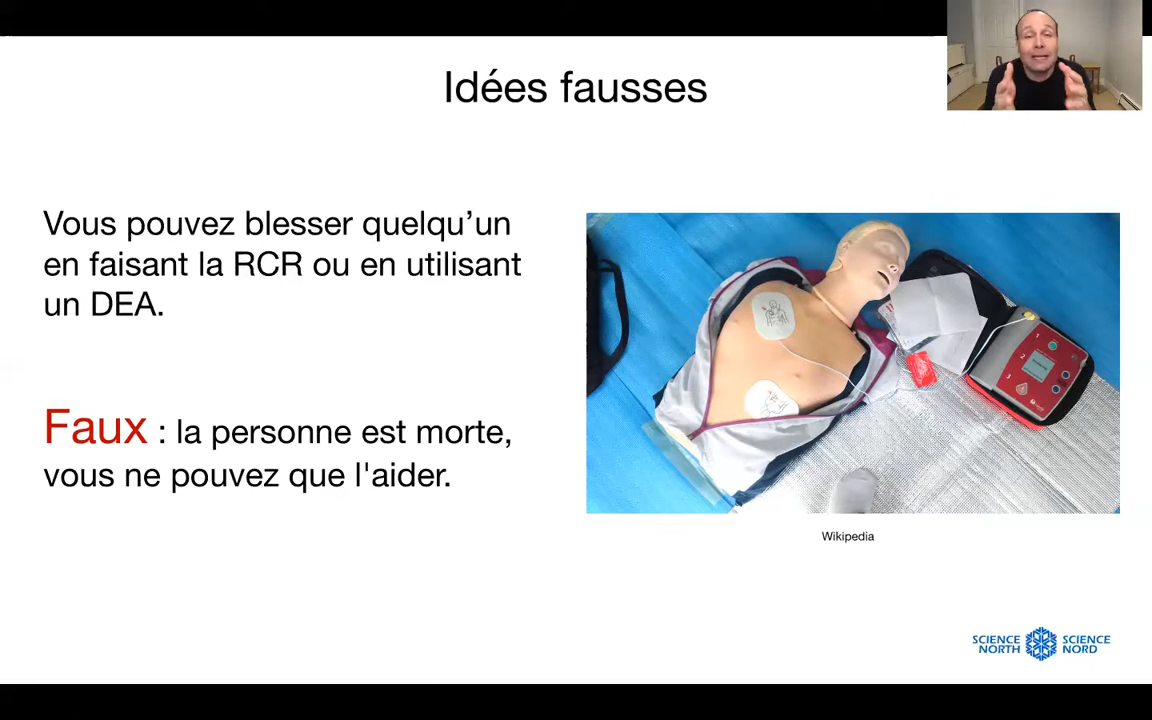 Idées fausses
Vous pouvez blesser quelqu’un
en faisant la RCR ou en utilisant
un DEA.
Faux : la personne est morte,
vous ne pouvez que l'aider.
Wikipedia
SCIENCE NORTH
SCIENCE NORD